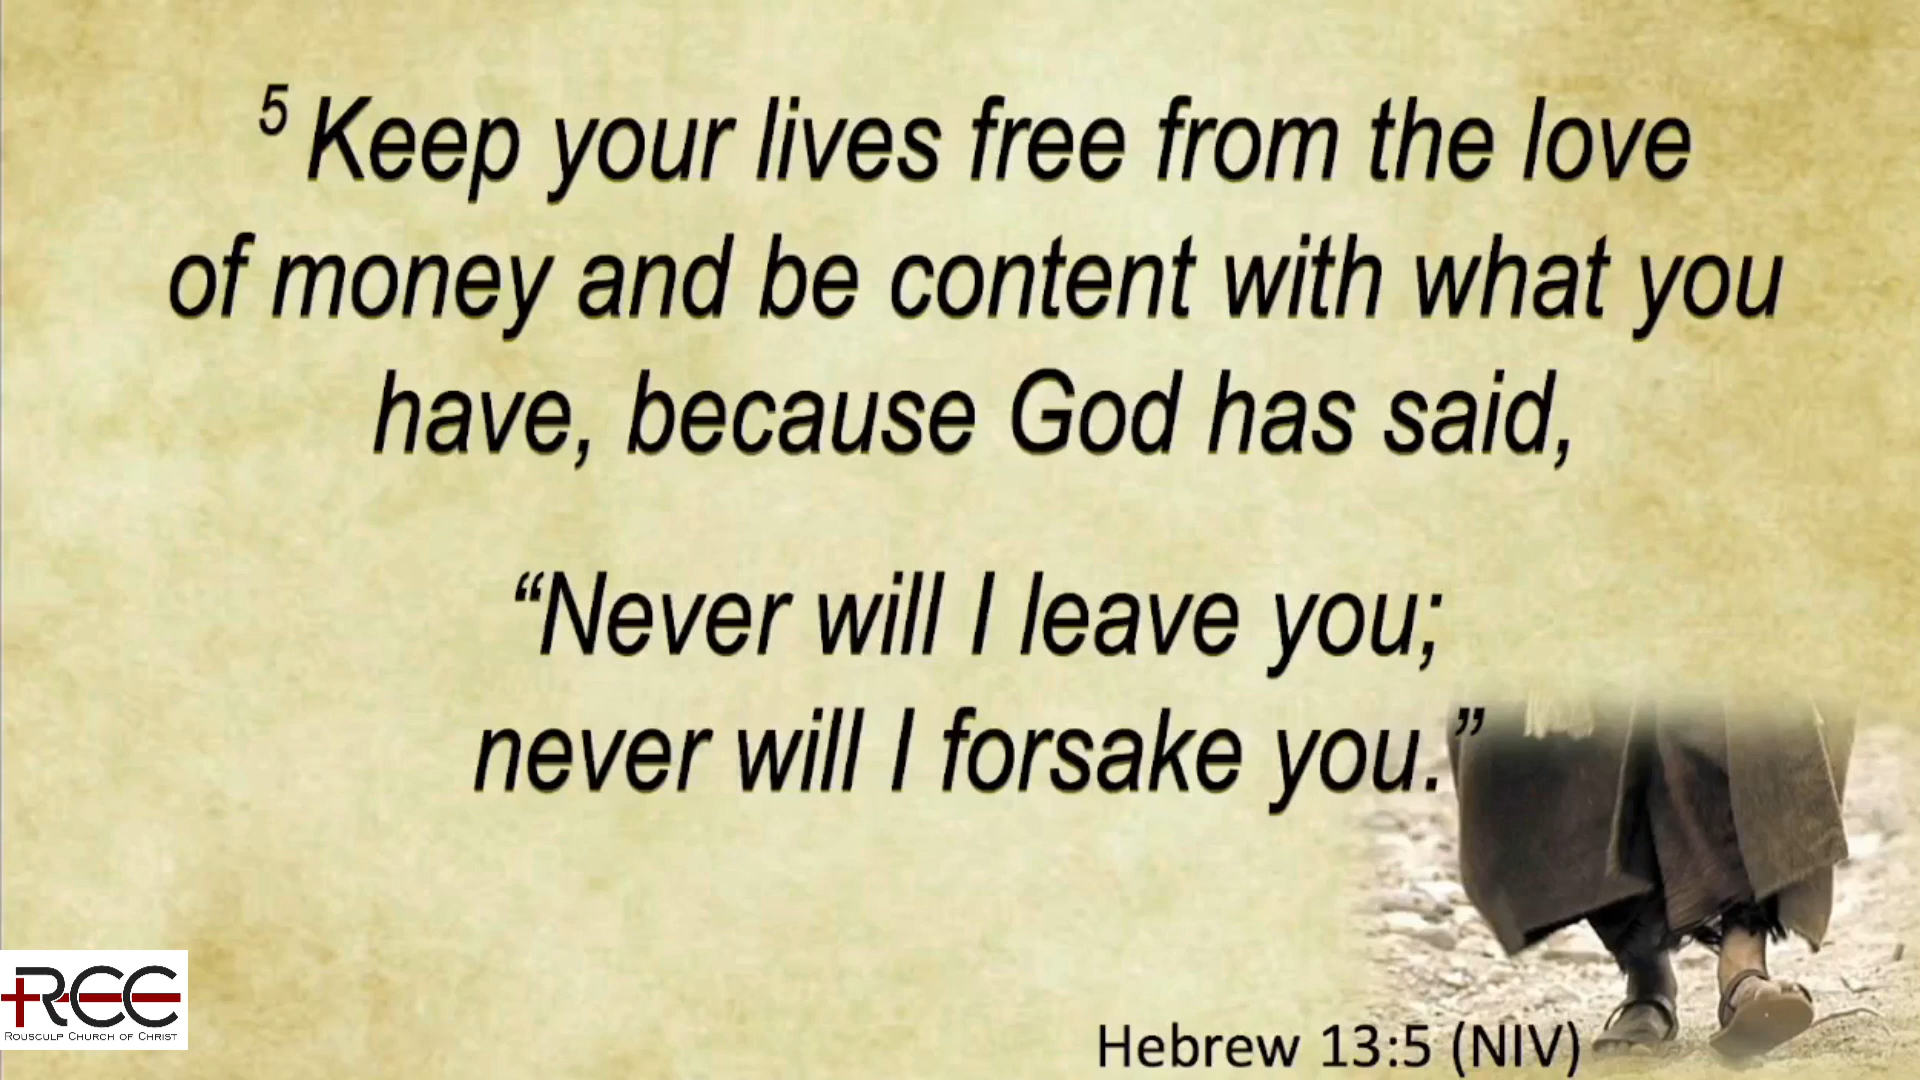 5 Keep your lives free from the love
of money and be content with what you
have, because God has said,
“Never will I leave you;
never will I forsake you.”
Hebrew 13:5 (NIV)
RCC
Rousculp Church of Christ